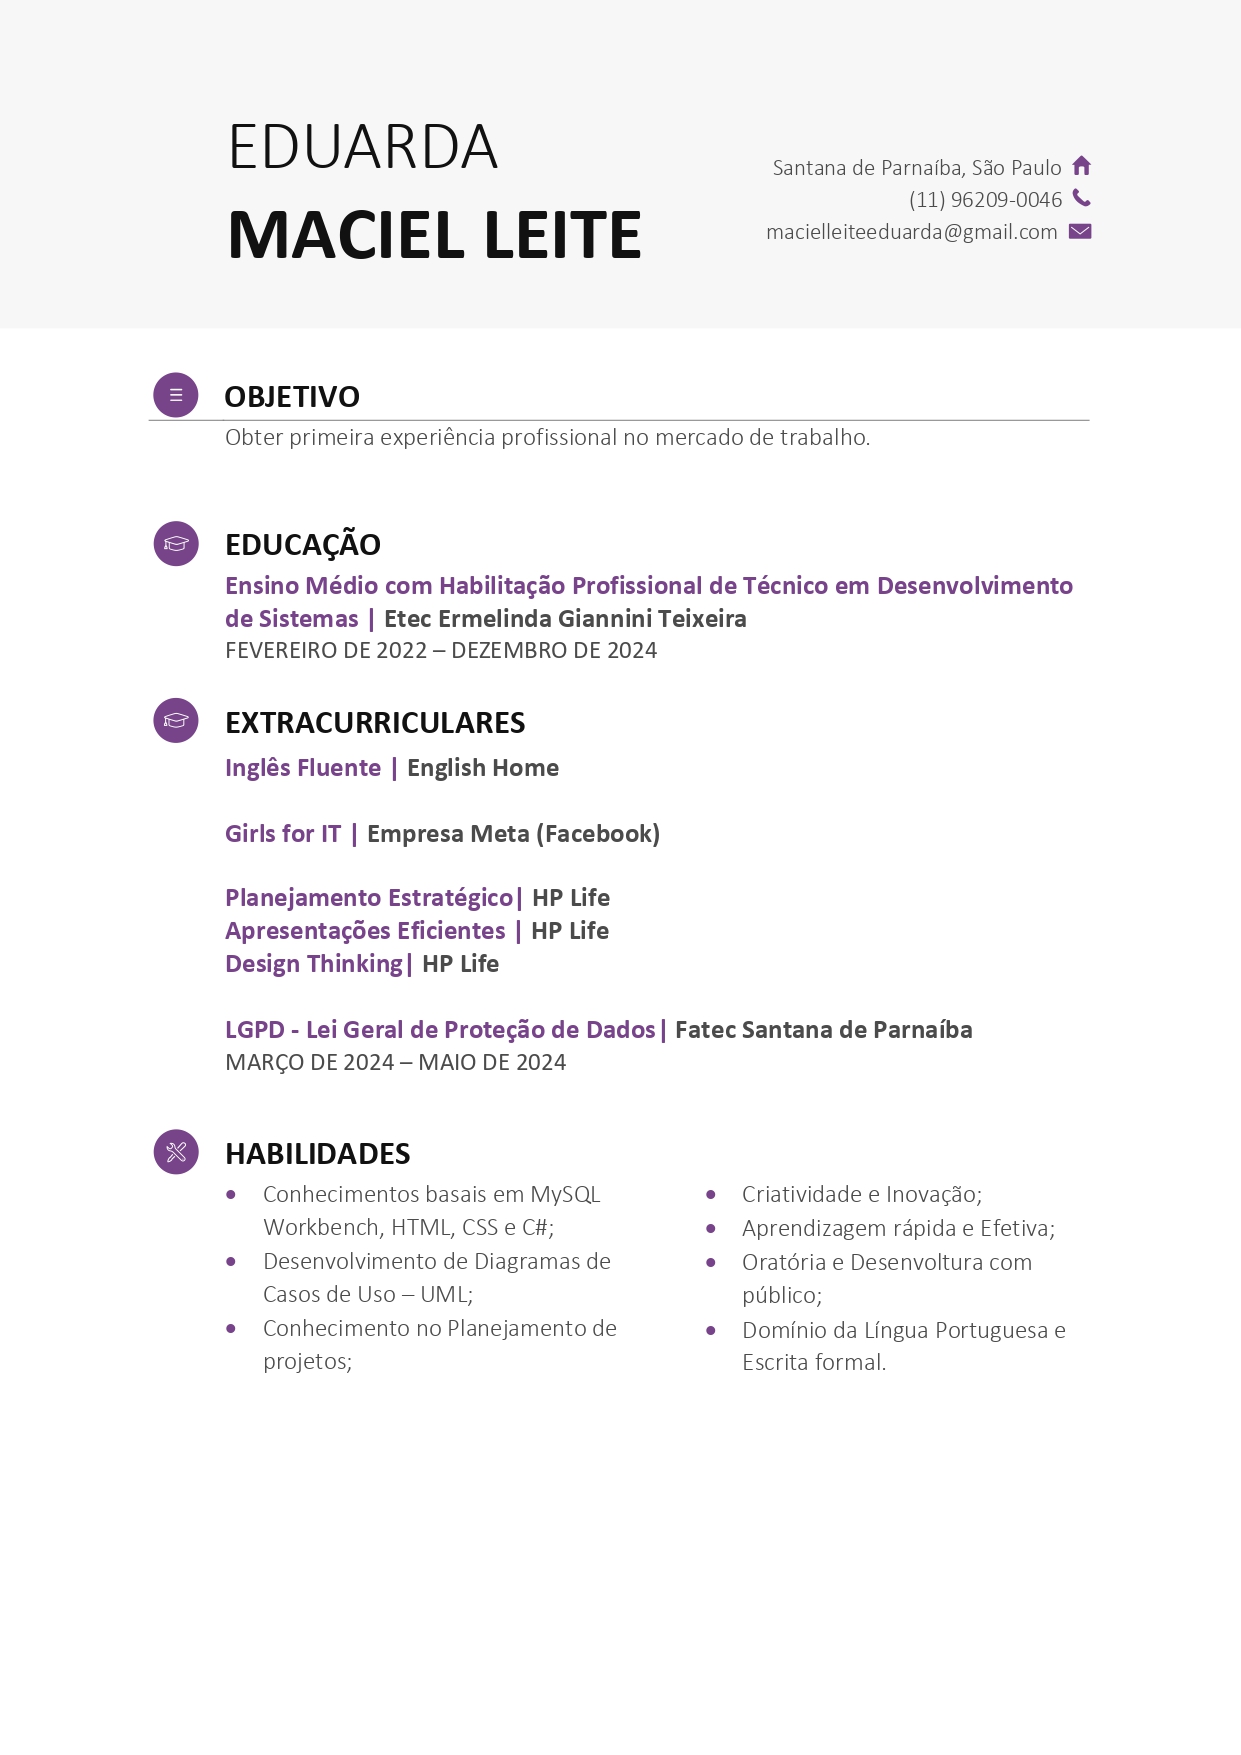 EDUARDA
MACIEL LEITE
Santana de Parnaíba, São Paulo
(11) 96209-0046
macielleiteeduarda@gmail.com
OBJETIVO
Obter primeira experiência profissional no mercado de trabalho.
EDUCAÇÃO
Ensino Médio com Habilitação Profissional de Técnico em Desenvolvimento
de Sistemas | Etec Ermelinda Giannini Teixeira
FEVEREIRO DE 2022 – DEZEMBRO DE 2024
EXTRACURRICULARES
Inglês Fluente | English Home
Girls for IT | Empresa Meta (Facebook)
Planejamento Estratégico| HP Life
Apresentações Eficientes | HP Life
Design Thinking| HP Life
LGPD - Lei Geral de Proteção de Dados| Fatec Santana de Parnaíba
MARÇO DE 2024 – MAIO DE 2024
HABILIDADES
• Conhecimentos basais em MySQL
Workbench, HTML, CSS e C#;
• Desenvolvimento de Diagramas de
Casos de Uso – UML;
• Conhecimento no Planejamento de
projetos;
• Criatividade e Inovação;
• Aprendizagem rápida e Efetiva;
• Oratória e Desenvoltura com
público;
• Domínio da Língua Portuguesa e
Escrita formal.